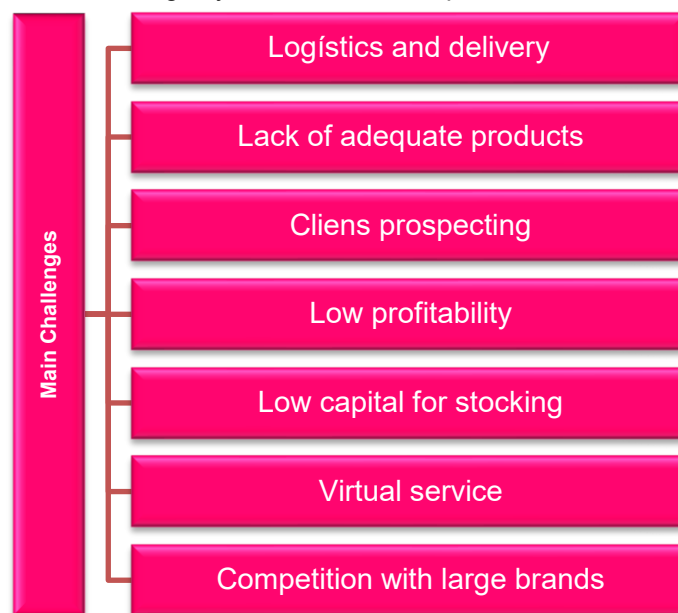 Main Challenges
Logístics and delivery
Lack of adequate products
Cliens prospecting
Low profitability
Low capital for stocking
Virtual service
Competition with large brands